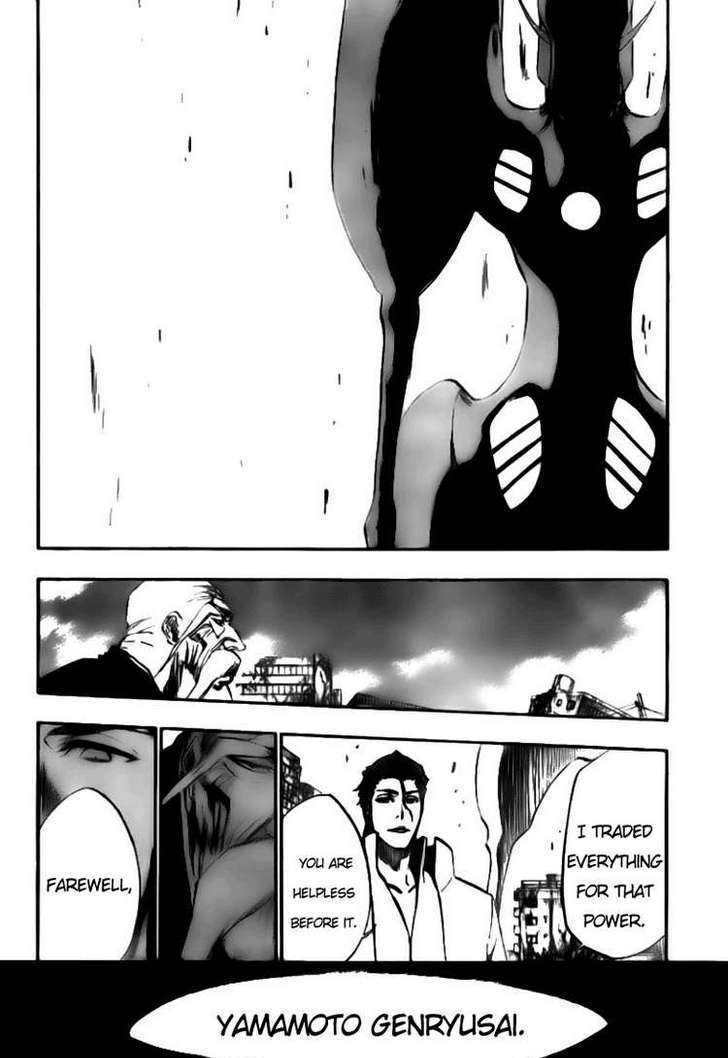 I TRADED
EVERYTHING
FOR THAT
POWER.
YOU ARE
HELPLESS
BEFORE IT.
FAREWELL,
YAMAMOTO GENRYUSAI.